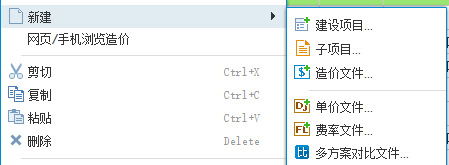 新建
网页/手机浏览造价
剪切 Ctrl+X
复制 Ctrl+C
粘贴 Ctrl+V
删除 Delete
建设项目...
子项目...
造价文件...
单价文件...
费率文件...
多方案对比文件...